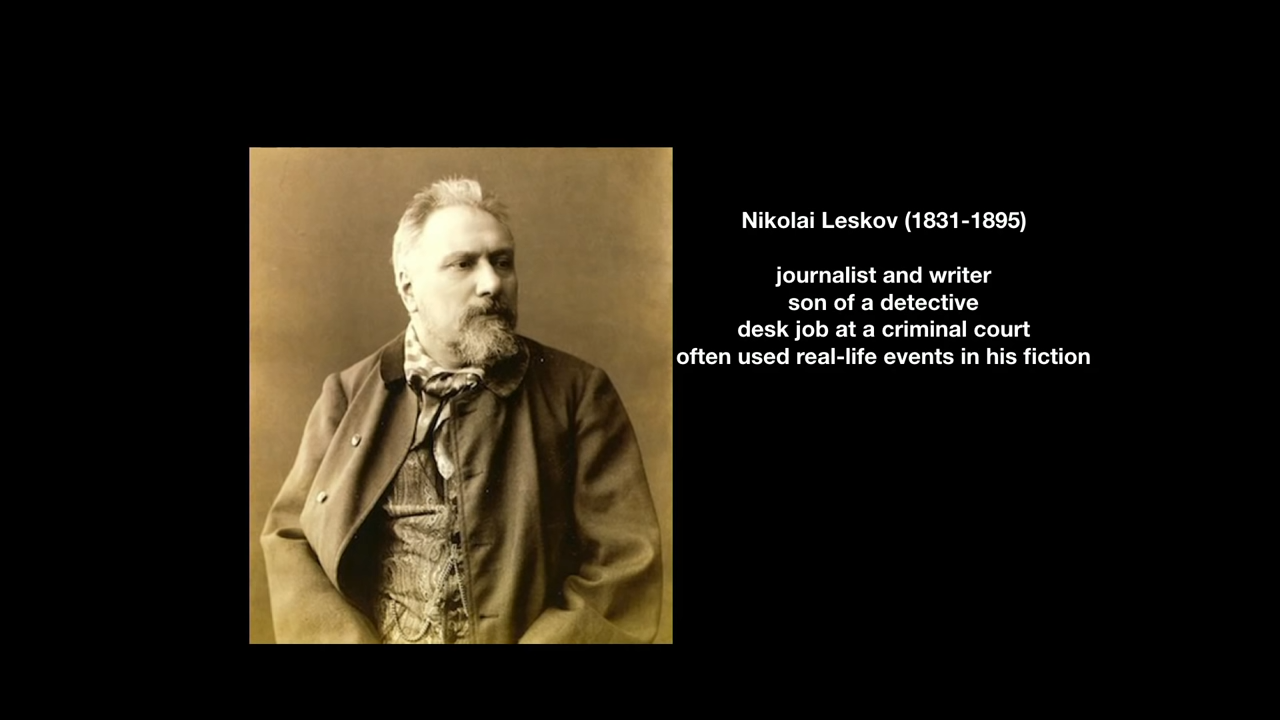 Nikolai Leskov (1831-1895)
journalist and writer
son of a detective
desk job at a criminal court
often used real-life events in his fiction